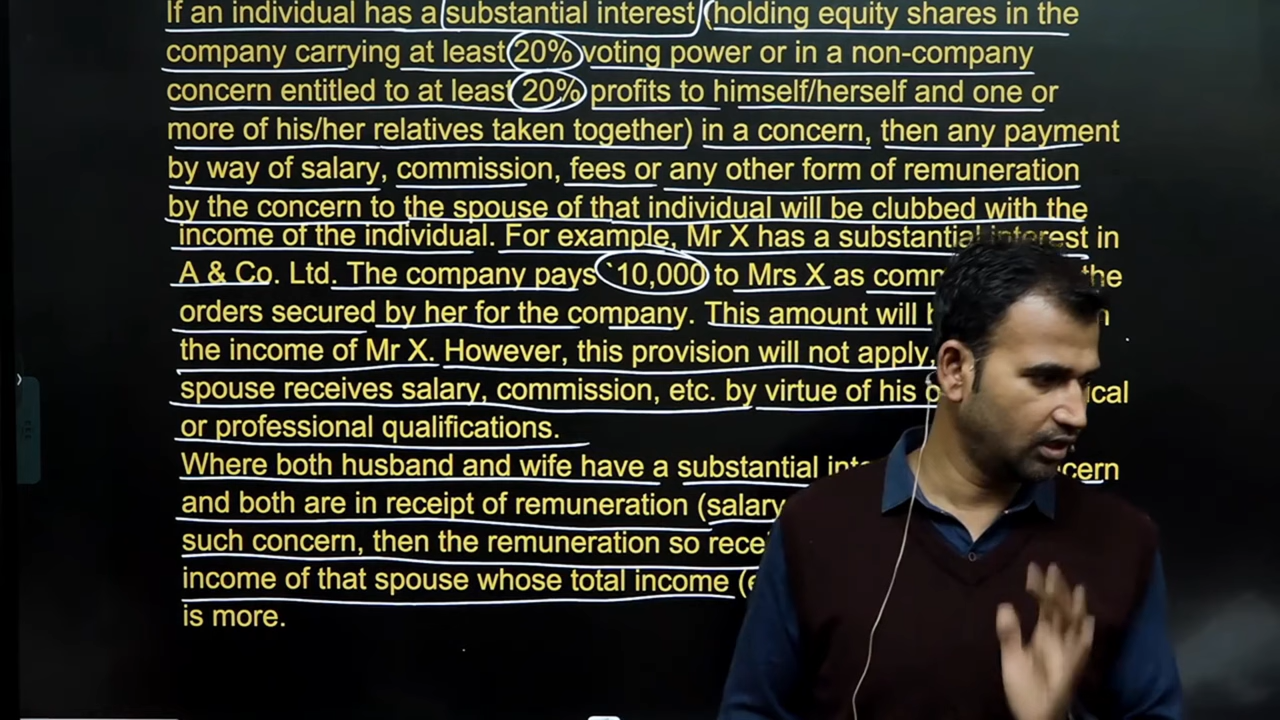 If an individual has a substantial interest (holding equity shares in the
company carrying at least 20% voting power or in a non-company
concern entitled to at least 20% profits to himself/herself and one or
more of his/her relatives taken together) in a concern, then any payment
by way of salary, commission, fees or any other form of remuneration
by the concern to the spouse of that individual will be clubbed with the
income of the individual. For example, Mr X has a substantial interest in
A & Co. Ltd. The company pays `10,000 to Mrs X as
orders secured by her for the company. This amount will
the income of Mr X. However, this provision will not apply,
spouse receives salary, commission, etc. by virtue of his
or professional qualifications.
Where both husband and wife have a substantial
and both are in receipt of remuneration (salary
such concern, then the remuneration so
income of that spouse whose total income
is more.